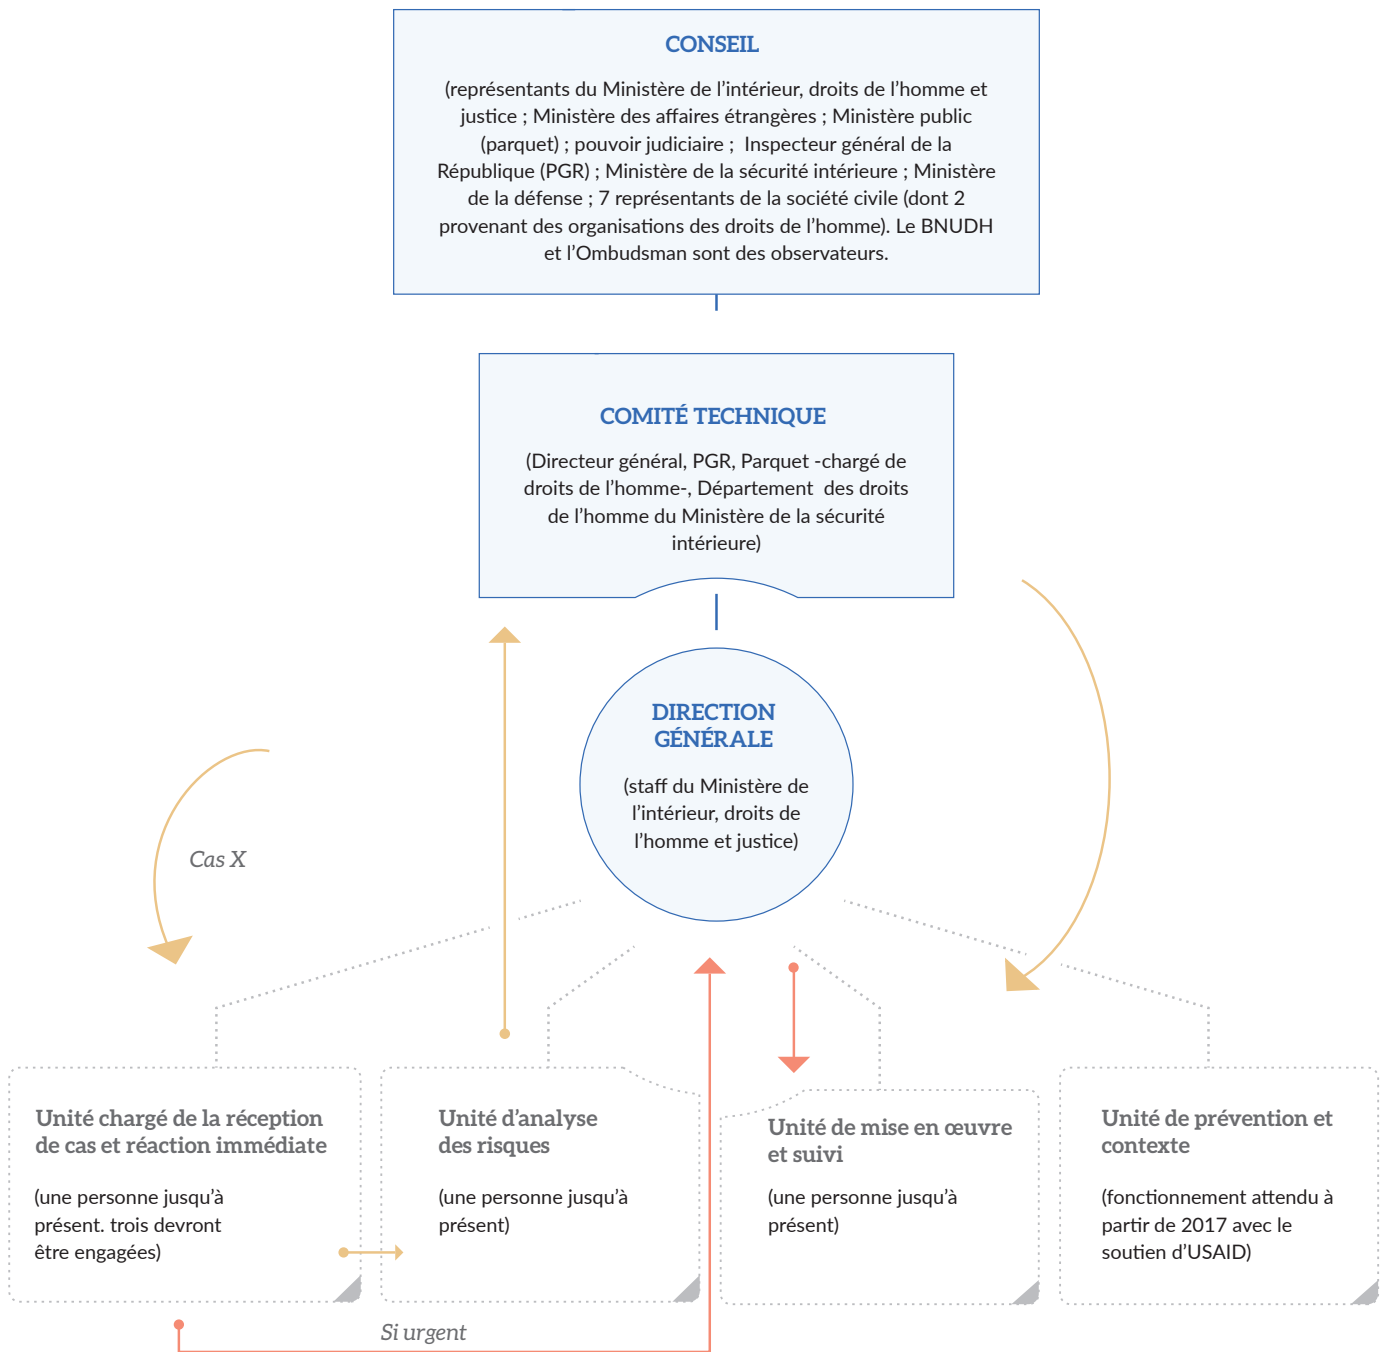 CONSEIL
(représentants du Ministère de l’intérieur, droits de l’homme et
justice ; Ministère des affaires étrangères ; Ministère public
(parquet) ; pouvoir judiciaire ; Inspecteur général de la
République (PGR) ; Ministère de la sécurité intérieure ; Ministère
de la défense ; 7 représentants de la société civile (dont 2
provenant des organisations des droits de l’homme). Le BNUDH
et l’Ombudsman sont des observateurs.
COMITÉ TECHNIQUE
(Directeur général, PGR, Parquet -chargé de
droits de l’homme-, Département des droits
de l’homme du Ministère de la sécurité
intérieure)
DIRECTION
GÉNÉRALE
(staff du Ministère de
l’intérieur, droits de
l’homme et justice)
Cas X
Unité chargé de la réception
de cas et réaction immédiate
(une personne jusqu’à
présent. trois devront
être engagées)
Unité d’analyse
des risques
(une personne jusqu’à
présent)
Unité de mise en œuvre
et suivi
(une personne jusqu’à
présent)
Unité de prévention et
contexte
(fonctionnement attendu à
partir de 2017 avec le
soutien d’USAID)
Si urgent